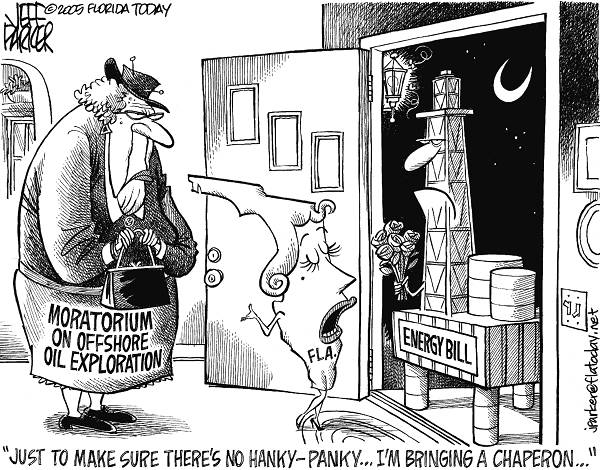 JEFF
PARKER
©2005 FLORIDA TODAY
MORATORIUM
ON OFFSHORE
OIL EXPLORATION
FLA.
ENERGY BILL
jparker@flatoday.net
"JUST TO MAKE SURE THERE'S NO HANKY-PANKY... I'M BRINGING A CHAPERON..."